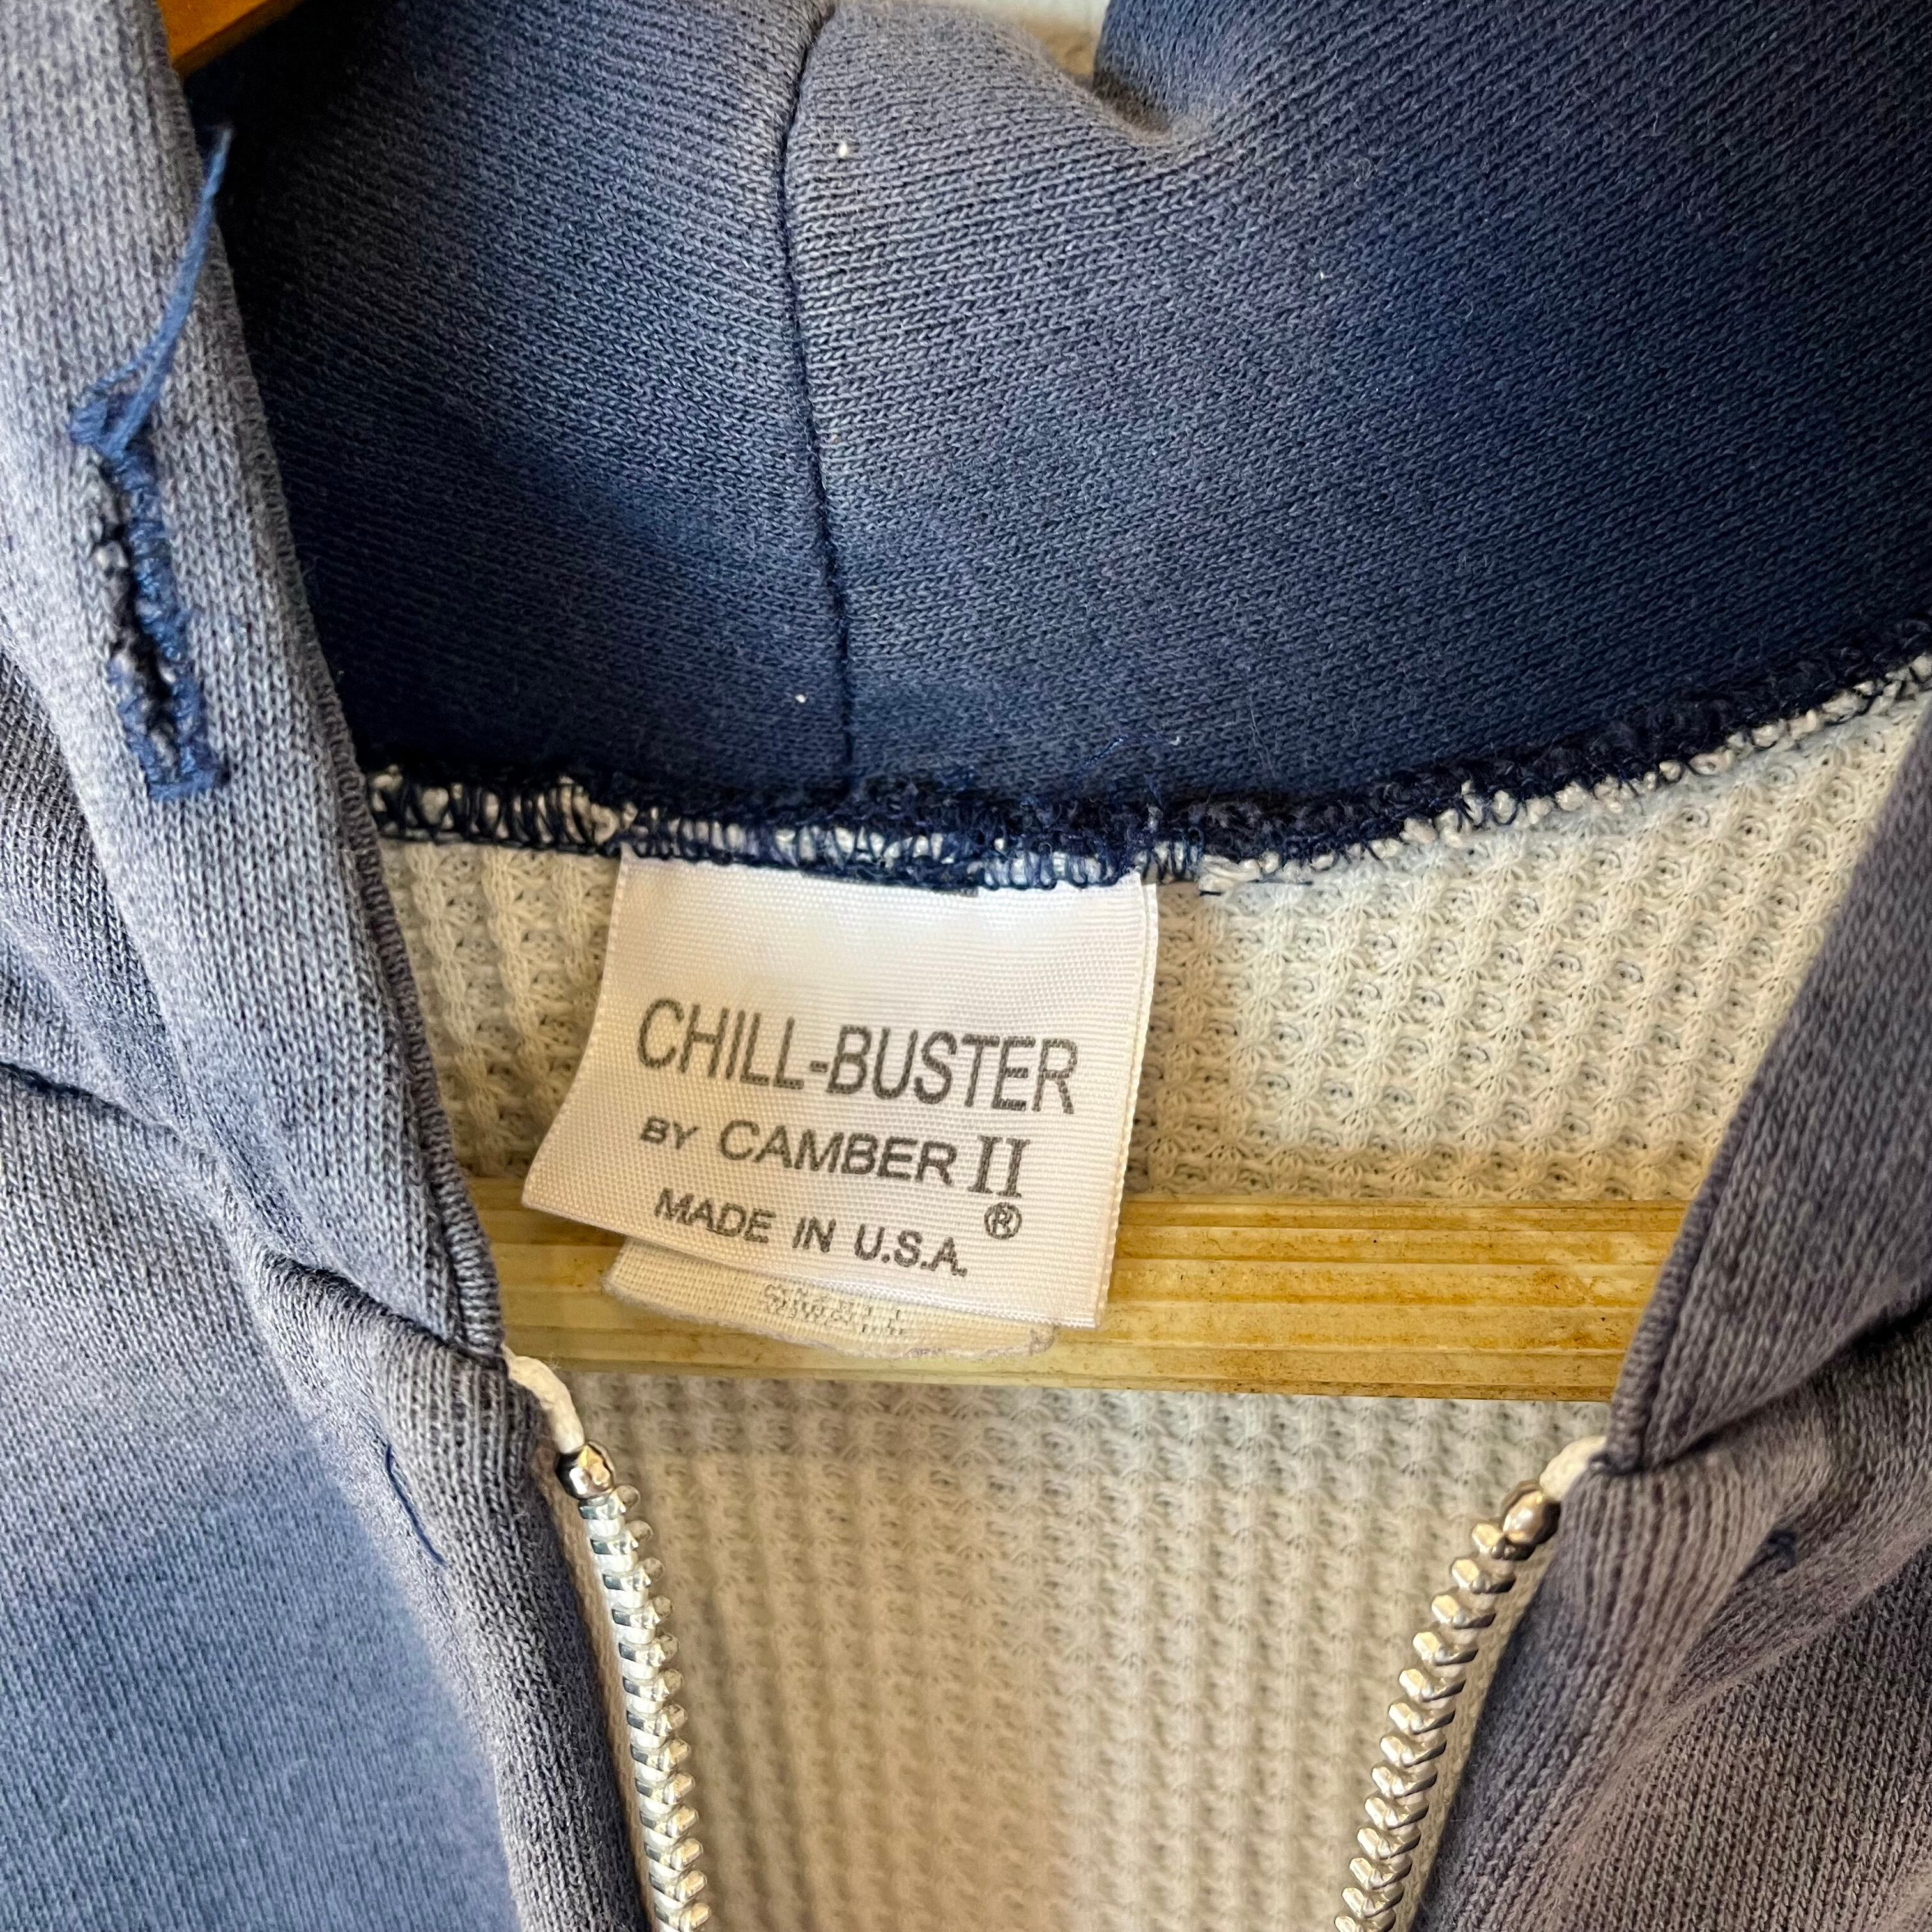 CHILL-BUSTER
BY CAMBER II
®
MADE IN U.S.A.